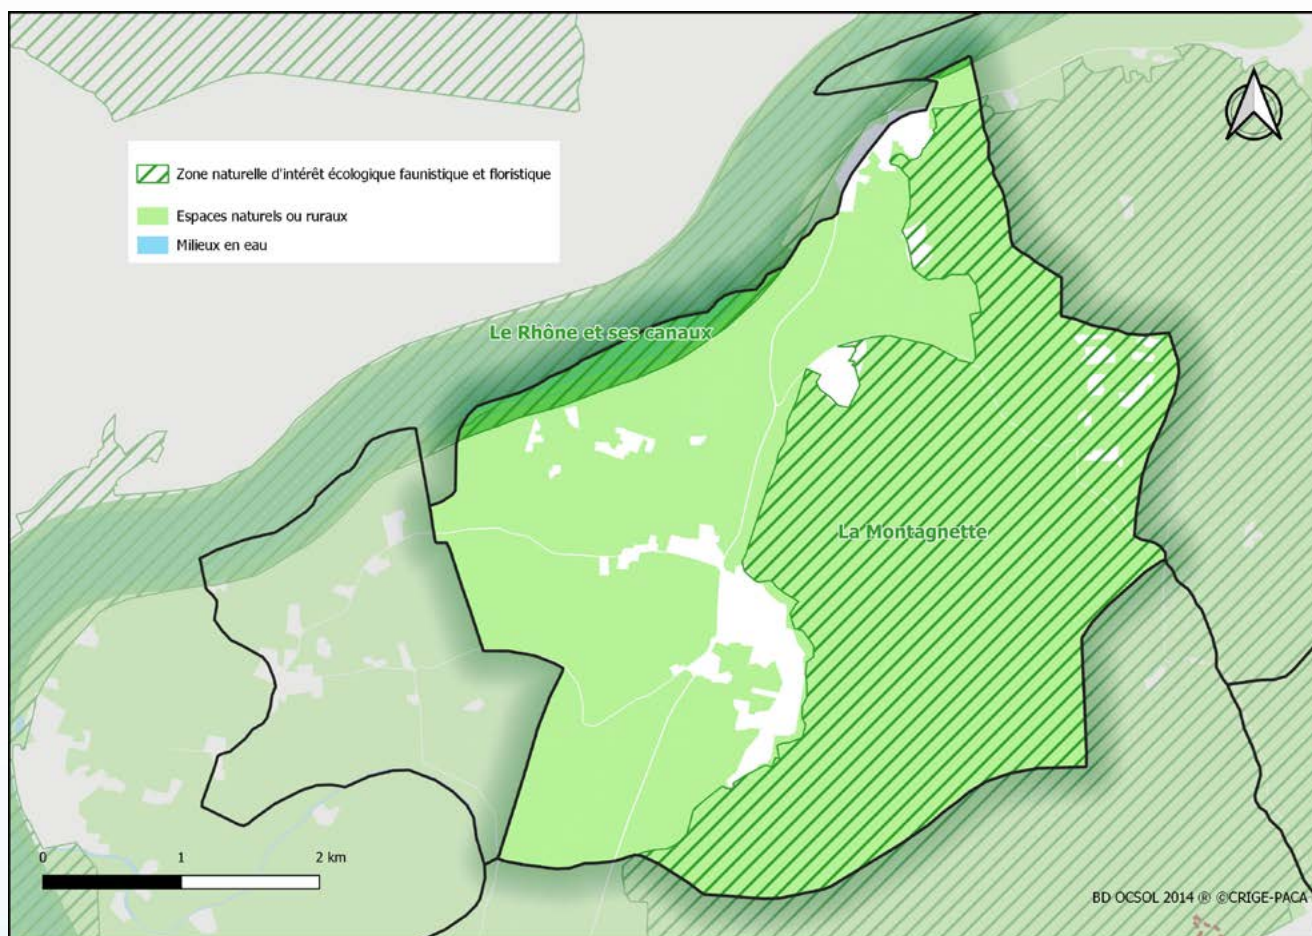 Zone naturelle d'intérêt écologique faunistique et floristique
Espaces naturels ou ruraux
Milieux en eau
Le Rhône et ses canaux
La Montagnette
0 1 2 km
BD OCSOL 2014 ® ©CRIGE-PACA